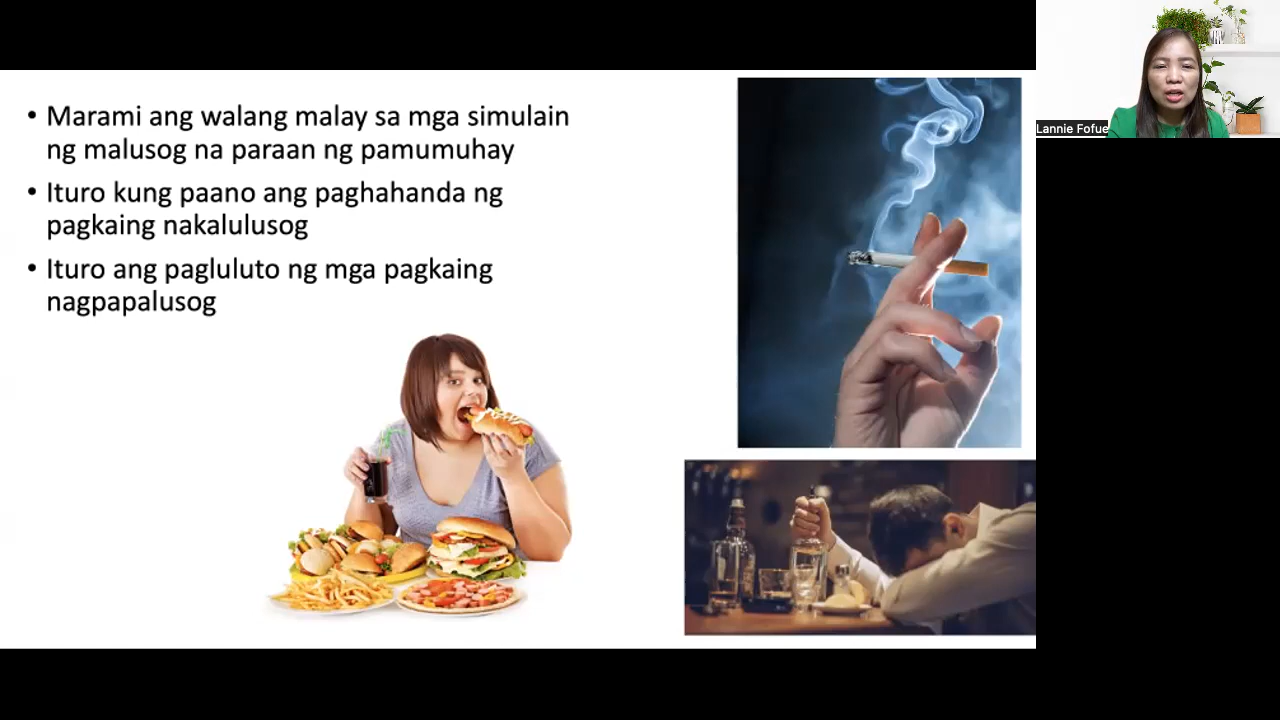 • Marami ang walang malay sa mga simulain
ng malusog na paraan ng pamumuhay
• Ituro kung paano ang paghahanda ng
pagkaing nakalulusog
• Ituro ang pagluluto ng mga pagkaing
nagpapalusog
Lannie Fofue